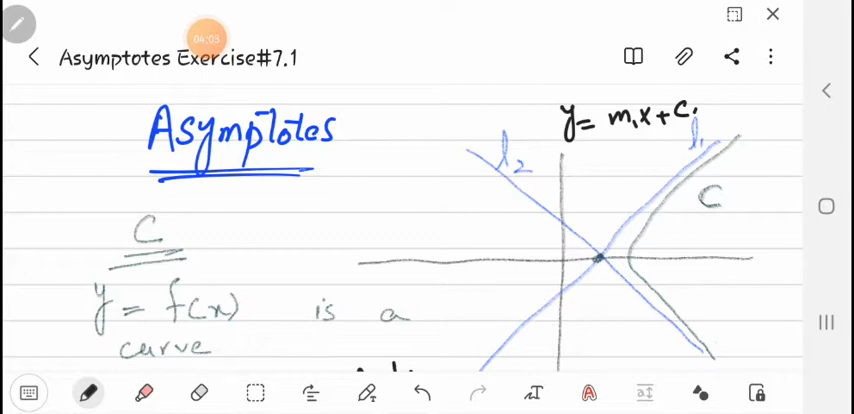 04:03
Asymptotes Exercise#7.1
Asymptotes
y = m₁x + c₁
l₂
l₁
C
C
y = f(x) is a
curve